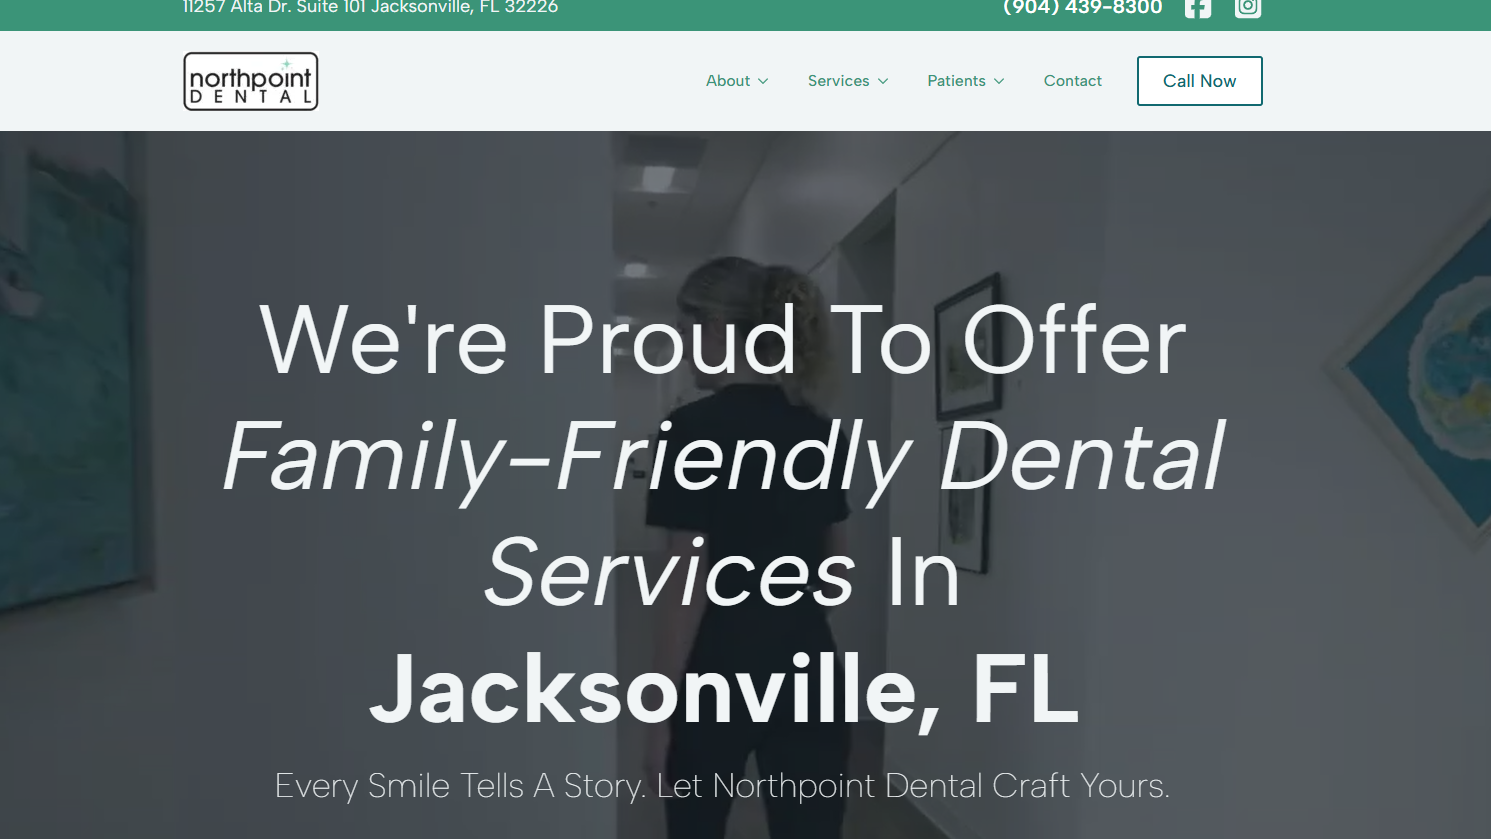 11257 Alta Dr. Suite 101 Jacksonville, FL 32226
(904) 439-8300
northpoint
DENTAL
About
Services
Patients
Contact
Call Now
We're Proud To Offer
Family-Friendly Dental
Services In
Jacksonville, FL
Every Smile Tells A Story. Let Northpoint Dental Craft Yours.